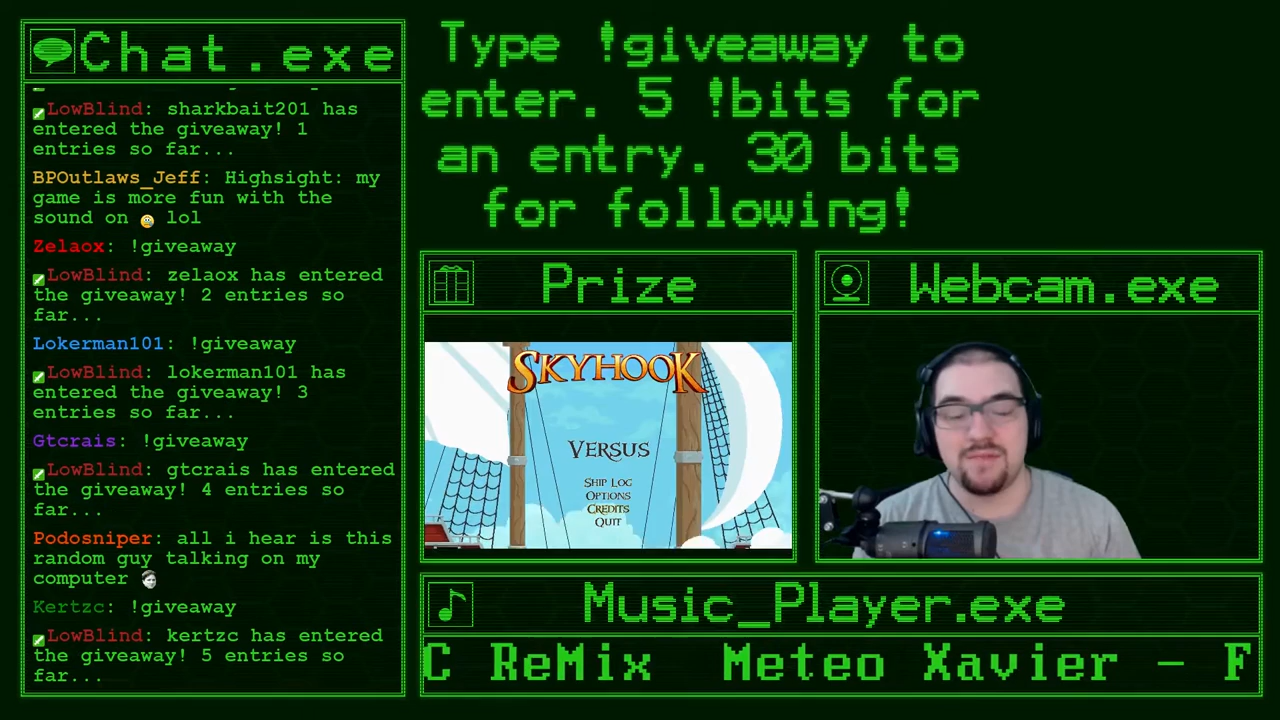 Chat.exe
LowBlind: sharkbait201 has
entered the giveaway! 1
entries so far...
BPOutlaws_Jeff: Highsight: my
game is more fun with the
sound on lol
Zelaox: !giveaway
LowBlind: zelaox has entered
the giveaway! 2 entries so
far...
Lokerman101: !giveaway
LowBlind: lokerman101 has
entered the giveaway! 3
entries so far...
Gtcrais: !giveaway
LowBlind: gtcrais has entered
the giveaway! 4 entries so
far...
Podosniper: all i hear is this
random guy talking on my
computer
Kertzc: !giveaway
LowBlind: kertzc has entered
the giveaway! 5 entries so
far...
Type !giveaway to
enter. 5 !bits for
an entry. 30 bits
for following!
Prize
SKYHOOK
VERSUS
SHIP LOG
OPTIONS
CREDITS
QUIT
Webcam.exe
Music_Player.exe
C ReMix Meteo Xavier - F